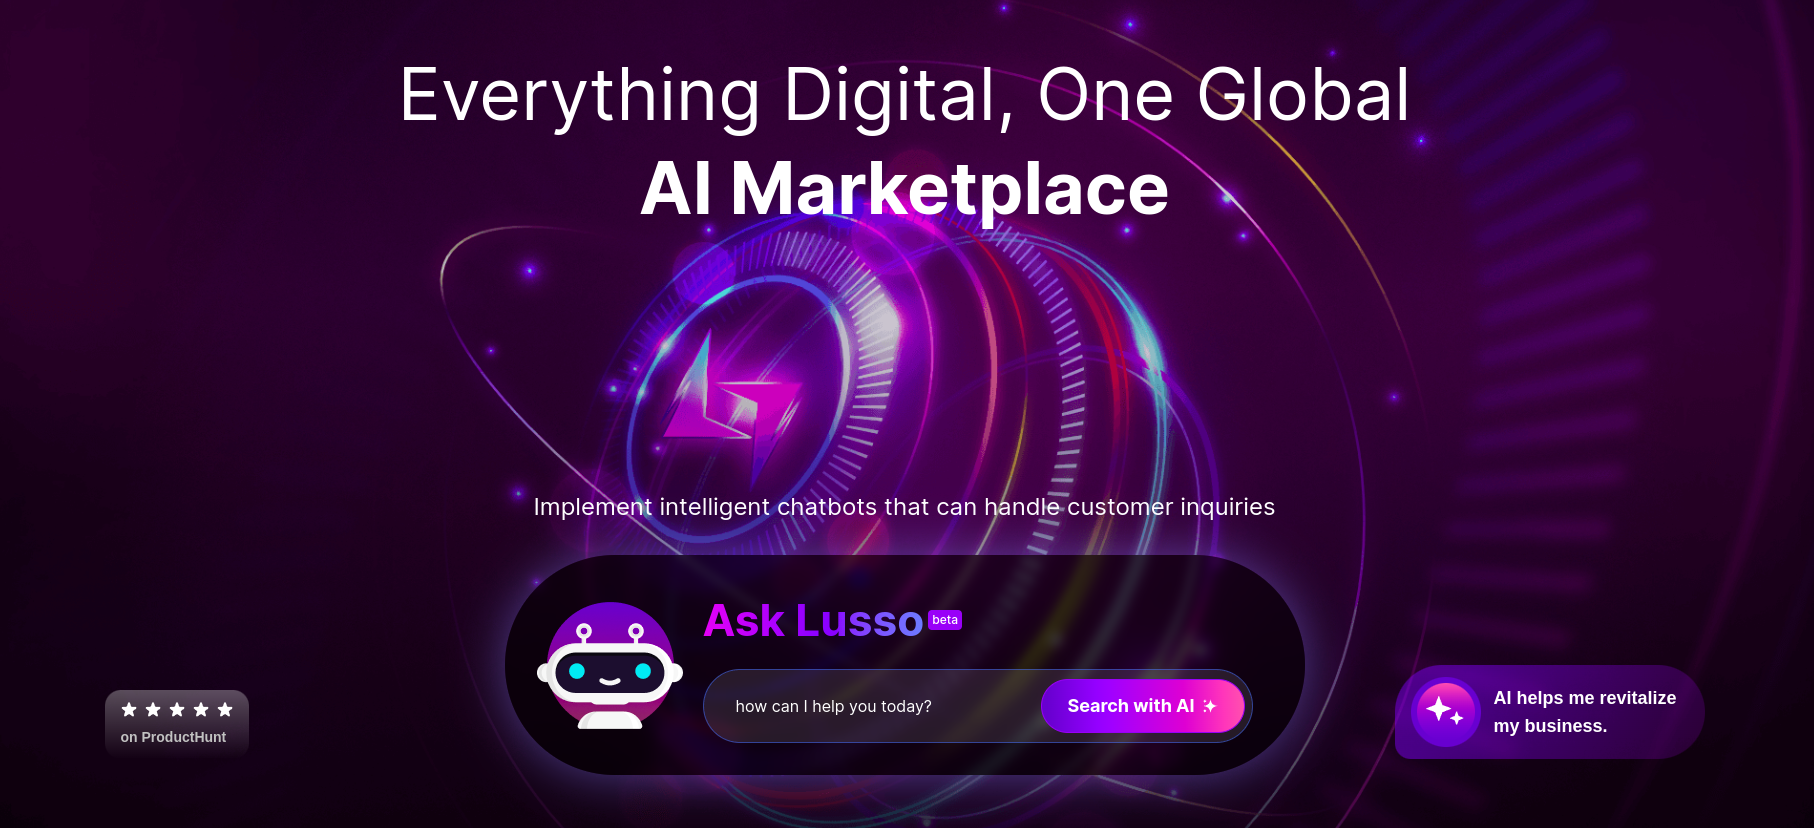 Everything Digital, One Global
AI Marketplace
Implement intelligent chatbots that can handle customer inquiries
Ask Lusso beta
how can I help you today?
Search with AI
on ProductHunt
AI helps me revitalize
my business.